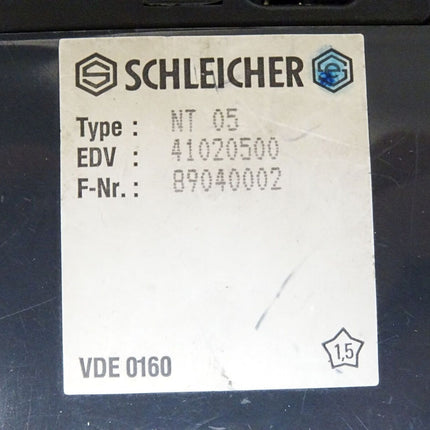 S SCHLEICHER S
Type : NT 05
EDV : 41020500
F-Nr. : 89040002
VDE 0160
1,5